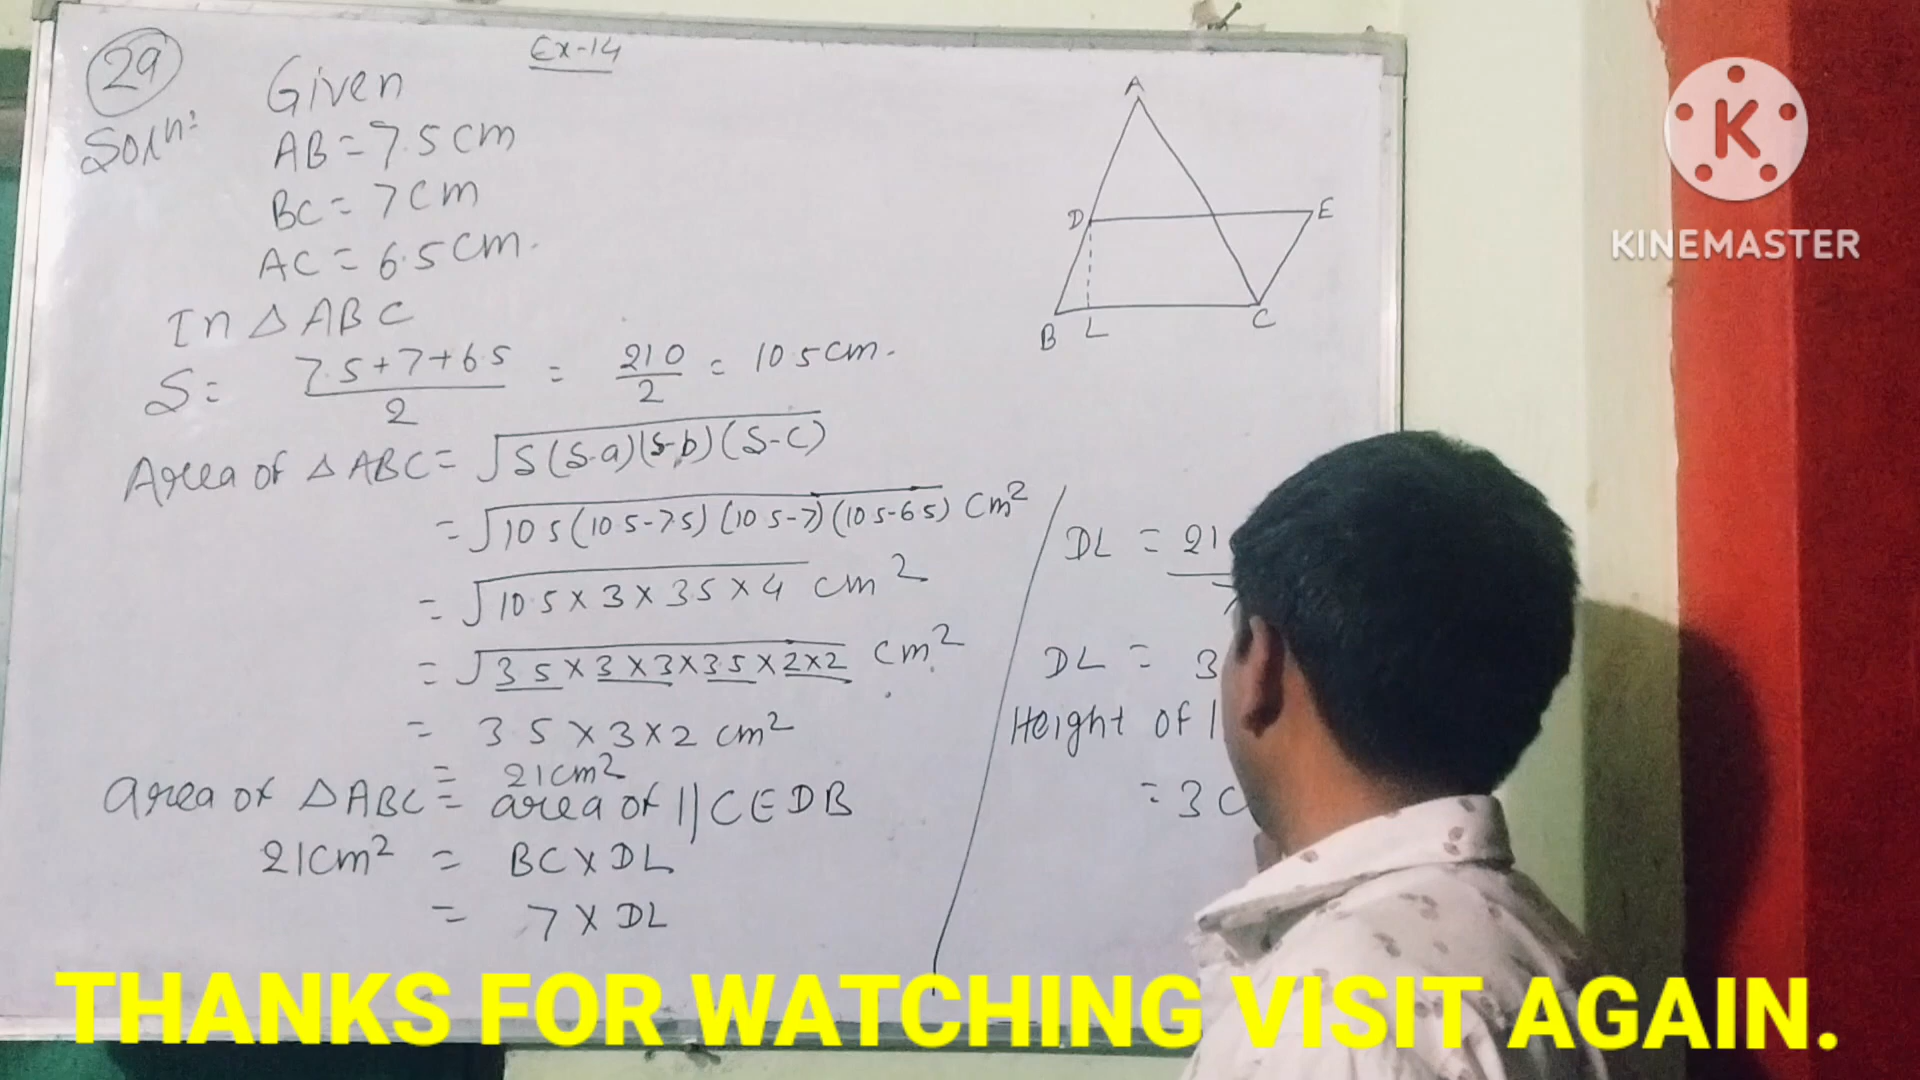 Ex-14
29
Soln:
Given
AB = 7.5 cm
BC = 7 cm
AC = 6.5 cm.
In △ ABC
S = 7.5+7+6.5 / 2 = 21.0 / 2 = 10.5 cm.
Area of △ ABC = √S(S-a)(S-b)(S-c)
= √10.5(10.5-7.5)(10.5-7)(10.5-6.5) cm²
= √10.5 × 3 × 3.5 × 4 cm²
= √3.5 × 3 × 3 × 3.5 × 2 × 2 cm²
= 3.5 × 3 × 2 cm²
= 21 cm²
area of △ ABC = area of || CEDB
21 cm² = BC × DL
= 7 × DL
DL = 21
DL = 3
Height of ||
= 3 c
A
D
E
B
L
C
K
KINEMASTER
THANKS FOR WATCHING VISIT AGAIN.